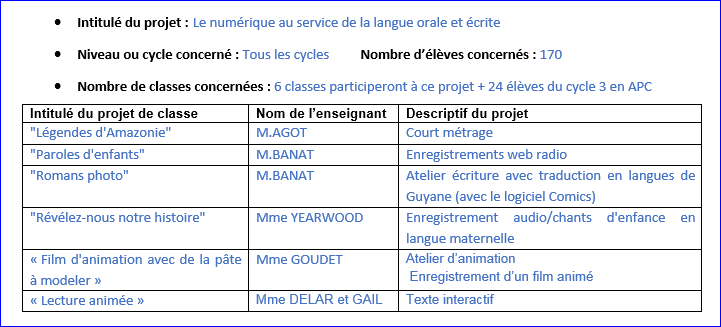 • Intitulé du projet : Le numérique au service de la langue orale et écrite
• Niveau ou cycle concerné : Tous les cycles Nombre d'élèves concernés : 170
• Nombre de classes concernées : 6 classes participeront à ce projet + 24 élèves du cycle 3 en APC
Intitulé du projet de classe Nom de l'enseignant Descriptif du projet
"Légendes d'Amazonie" M.AGOT Court métrage
"Paroles d'enfants" M.BANAT Enregistrements web radio
"Romans photo" M.BANAT Atelier écriture avec traduction en langues de
Guyane (avec le logiciel Comics)
"Révélez-nous notre histoire" Mme YEARWOOD Enregistrement audio/chants d'enfance en
langue maternelle
« Film d'animation avec de la pâte Mme GOUDET Atelier d'animation
à modeler » Enregistrement d'un film animé
« Lecture animée » Mme DELAR et GAIL Texte interactif